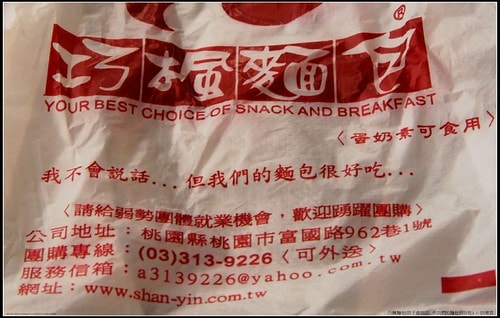 巧楓麵包
®
YOUR BEST CHOICE OF SNACK AND BREAKFAST
〈蛋奶素可食用〉
我不會說話...但我們的麵包很好吃...
〈請給弱勢團體就業機會，歡迎踴躍團購〉
公司地址：桃園縣桃園市富國路962巷1號
團購專線：(03)313-9226〈可外送〉
服務信箱：a3139226@yahoo.com.tw
網址：www.shan-yin.com.tw